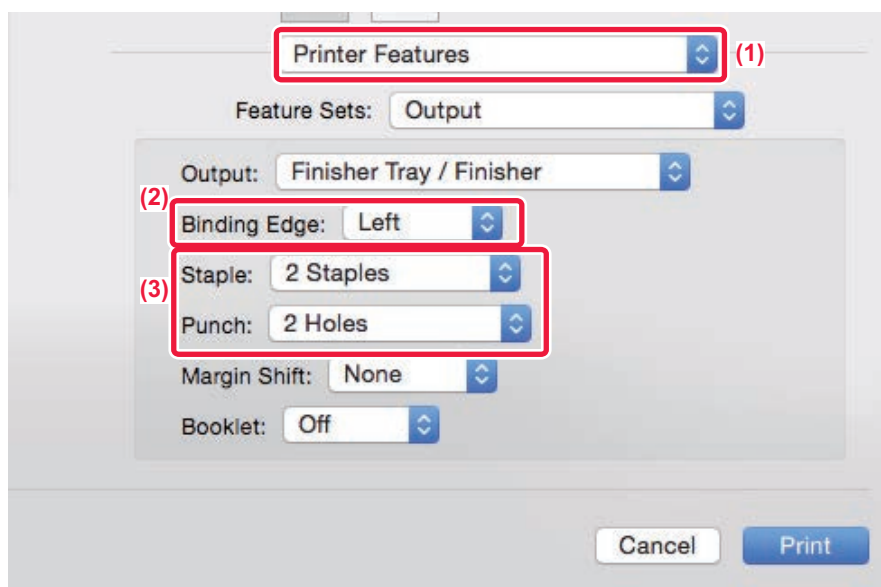 Printer Features (1)
Feature Sets: Output
Output: Finisher Tray / Finisher
(2)
Binding Edge: Left
(3)
Staple: 2 Staples
Punch: 2 Holes
Margin Shift: None
Booklet: Off
Cancel Print